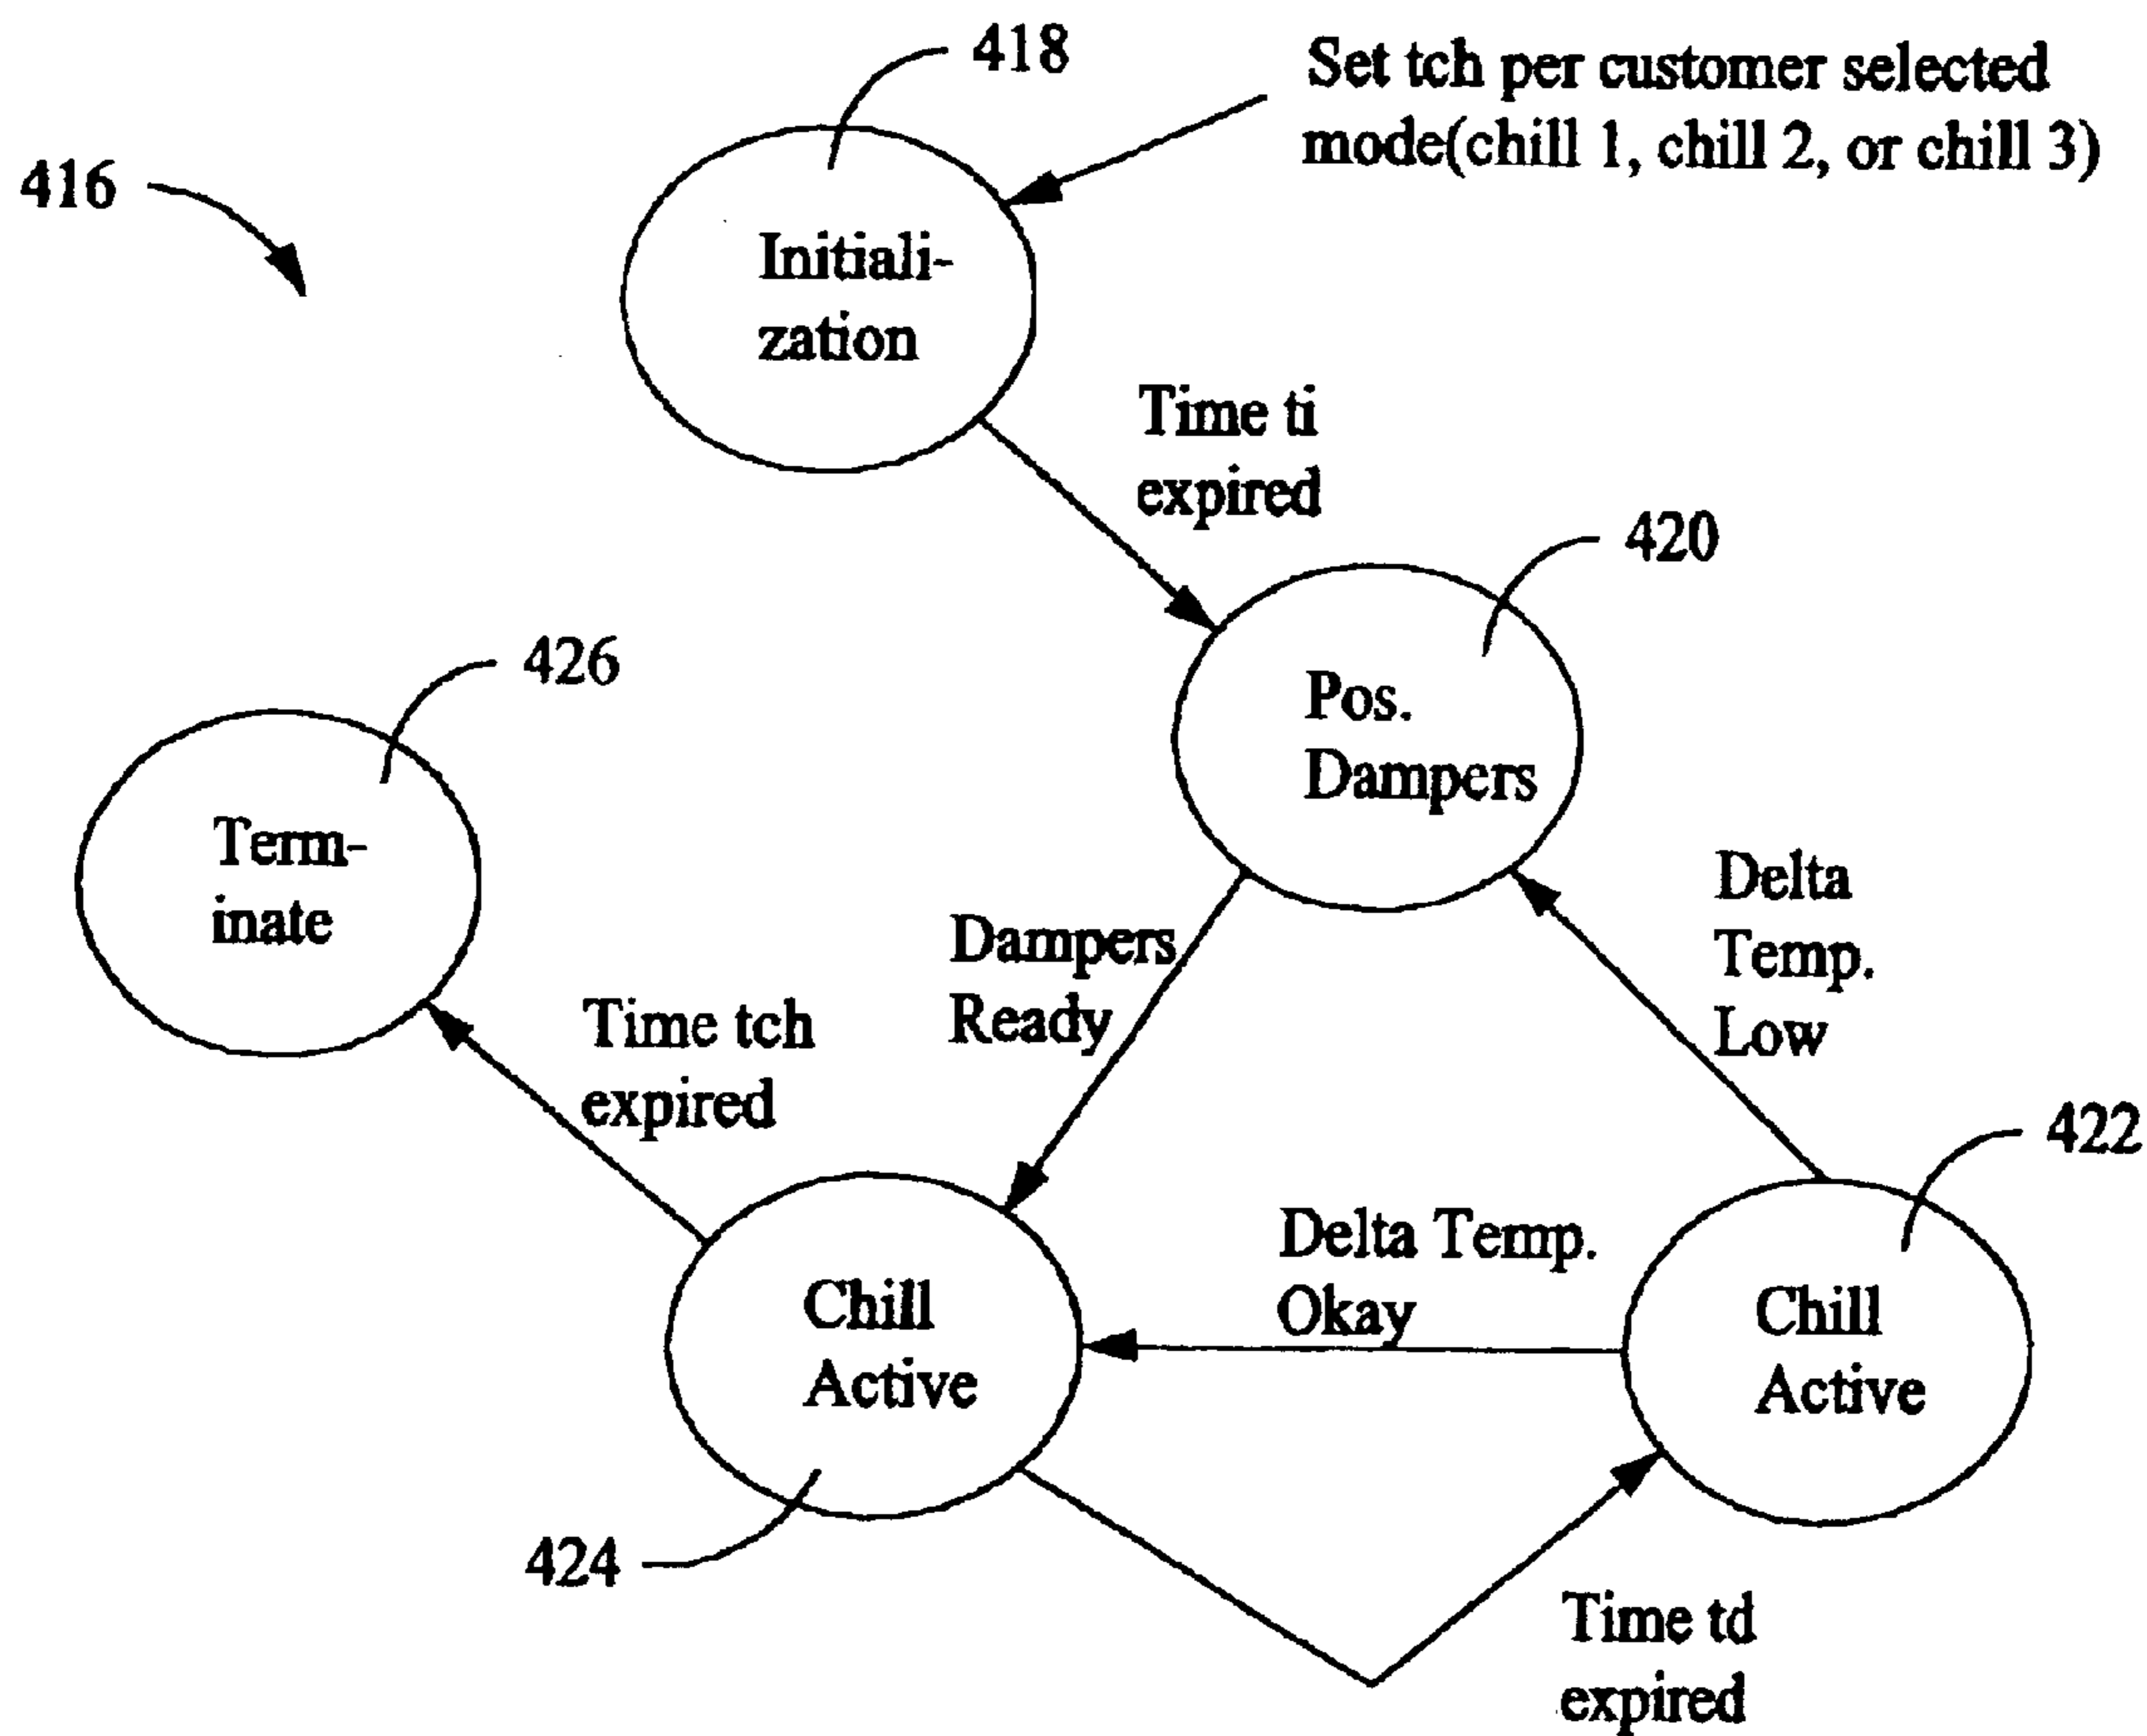 418
Set tch per customer selected
mode(chill 1, chill 2, or chill 3)
416
Initiali-
zation
Time ti
expired
420
426
Pos.
Dampers
Term-
inate
Delta
Temp.
Low
Dampers
Ready
Time tch
expired
422
Delta Temp.
Okay
Chill
Active
Chill
Active
424
Time td
expired